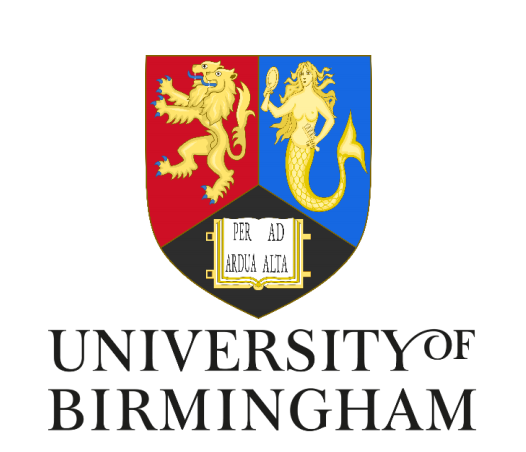 PER AD
ARDUA ALTA
UNIVERSITY OF
BIRMINGHAM